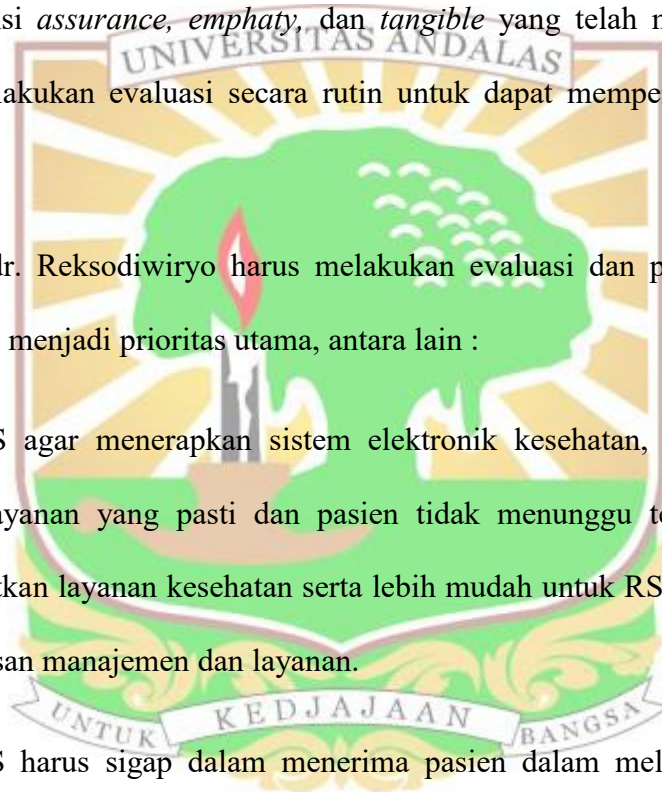 si assurance, emphaty, dan tangible yang telah m
UNIVERSITAS ANDALAS
lakukan evaluasi secara rutin untuk dapat mempe
dr. Reksodiwiryo harus melakukan evaluasi dan p
menjadi prioritas utama, antara lain :
S agar menerapkan sistem elektronik kesehatan,
ayanan yang pasti dan pasien tidak menunggu te
tkan layanan kesehatan serta lebih mudah untuk RS
san manajemen dan layanan.
UNTUK KEDJAJAAN BANGSA
S harus sigap dalam menerima pasien dalam mel